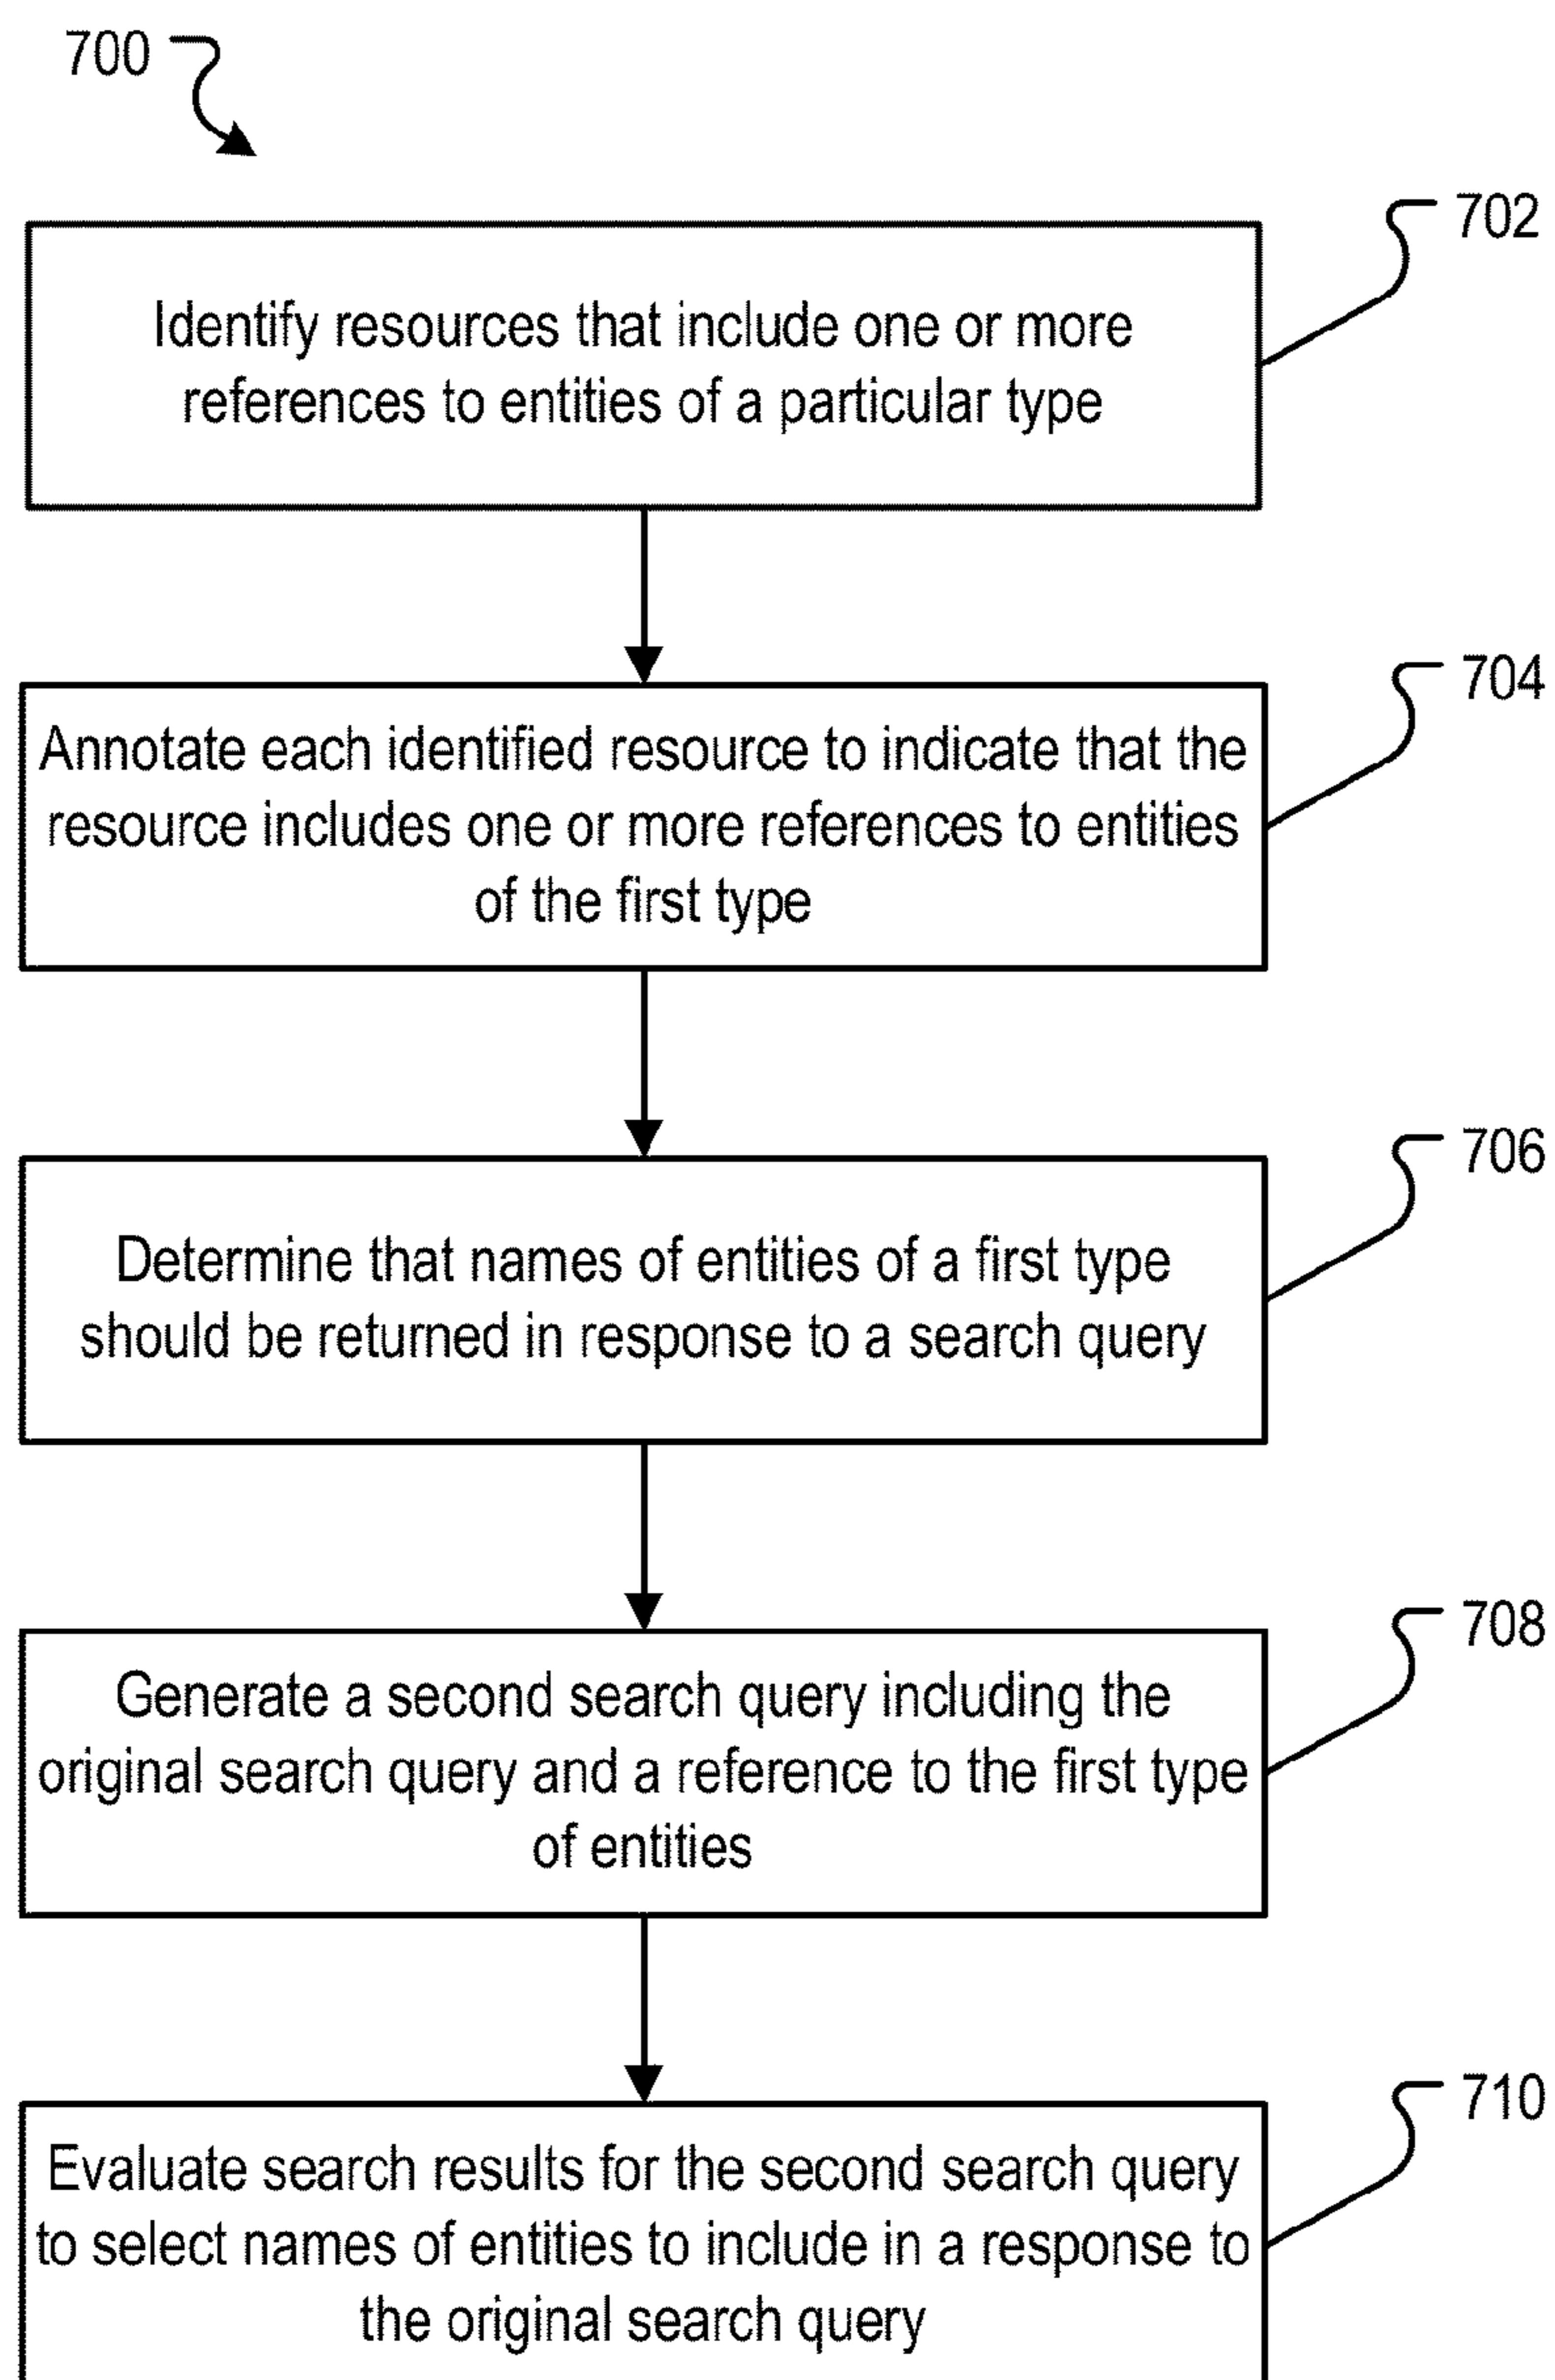 700
702
Identify resources that include one or more
references to entities of a particular type
704
Annotate each identified resource to indicate that the
resource includes one or more references to entities
of the first type
706
Determine that names of entities of a first type
should be returned in response to a search query
708
Generate a second search query including the
original search query and a reference to the first type
of entities
710
Evaluate search results for the second search query
to select names of entities to include in a response to
the original search query